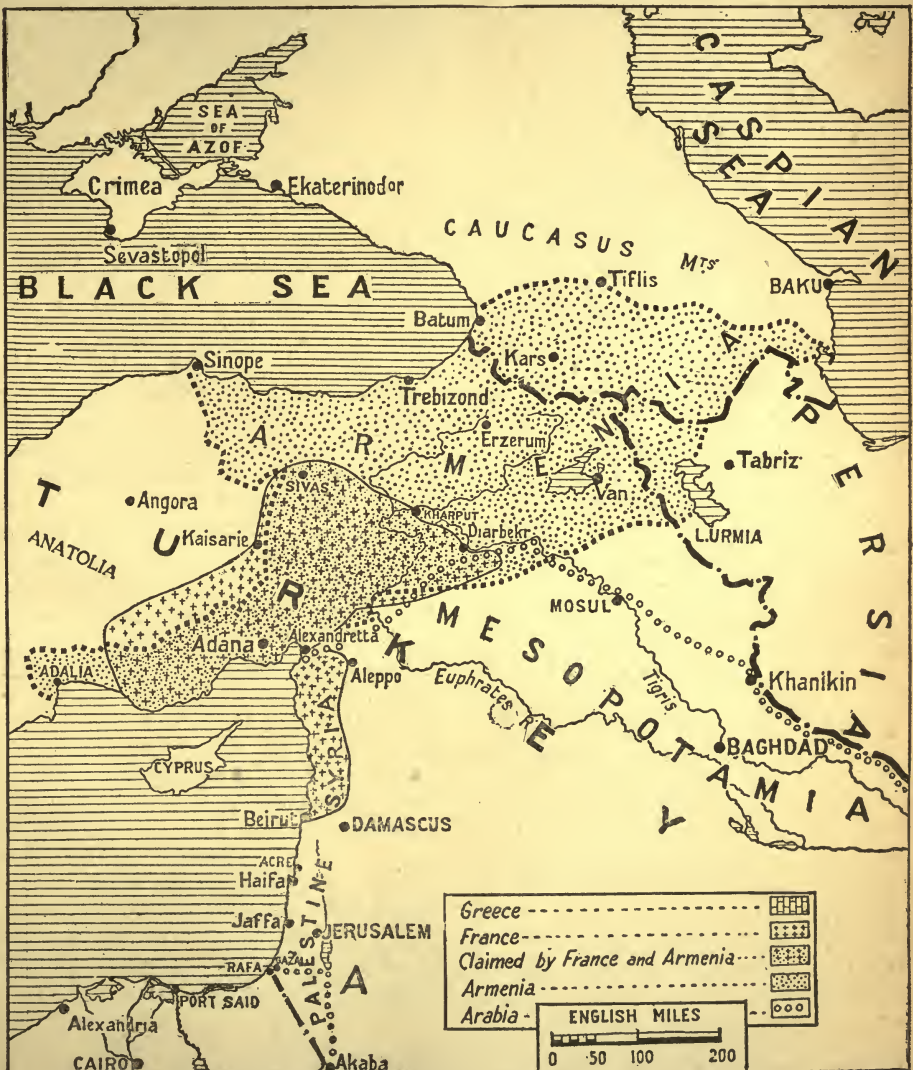 CASPIAN
SEA
SEA
OF
AZOF
Crimea
Ekaterinodor
Sevastopol
CAUCASUS MTS
BLACK SEA
Tiflis
BAKU
Batum
Sinope
Kars
Trebizond
ARMENIA
Erzerum
Van
Tabriz
L.URMIA
PERSIA
TURKEY
Angora
ANATOLIA
Kaisarie
SIVAS
KHARPUT
Diarbekr
MOSUL
MESOPOTAMIA
Adana
Alexandretta
ADALIA
Aleppo
Euphrates R
Tigris
Khanikin
BAGHDAD
CYPRUS
SYRIA
Beirut
DAMASCUS
ACRE
Haifa
Jaffa
PALESTINE
JERUSALEM
RAFA
GAZA
A
PORT SAID
Alexandria
CAIRO
Akaba
Greece
France
Claimed by France and Armenia
Armenia
Arabia
ENGLISH MILES
0 50 100 200